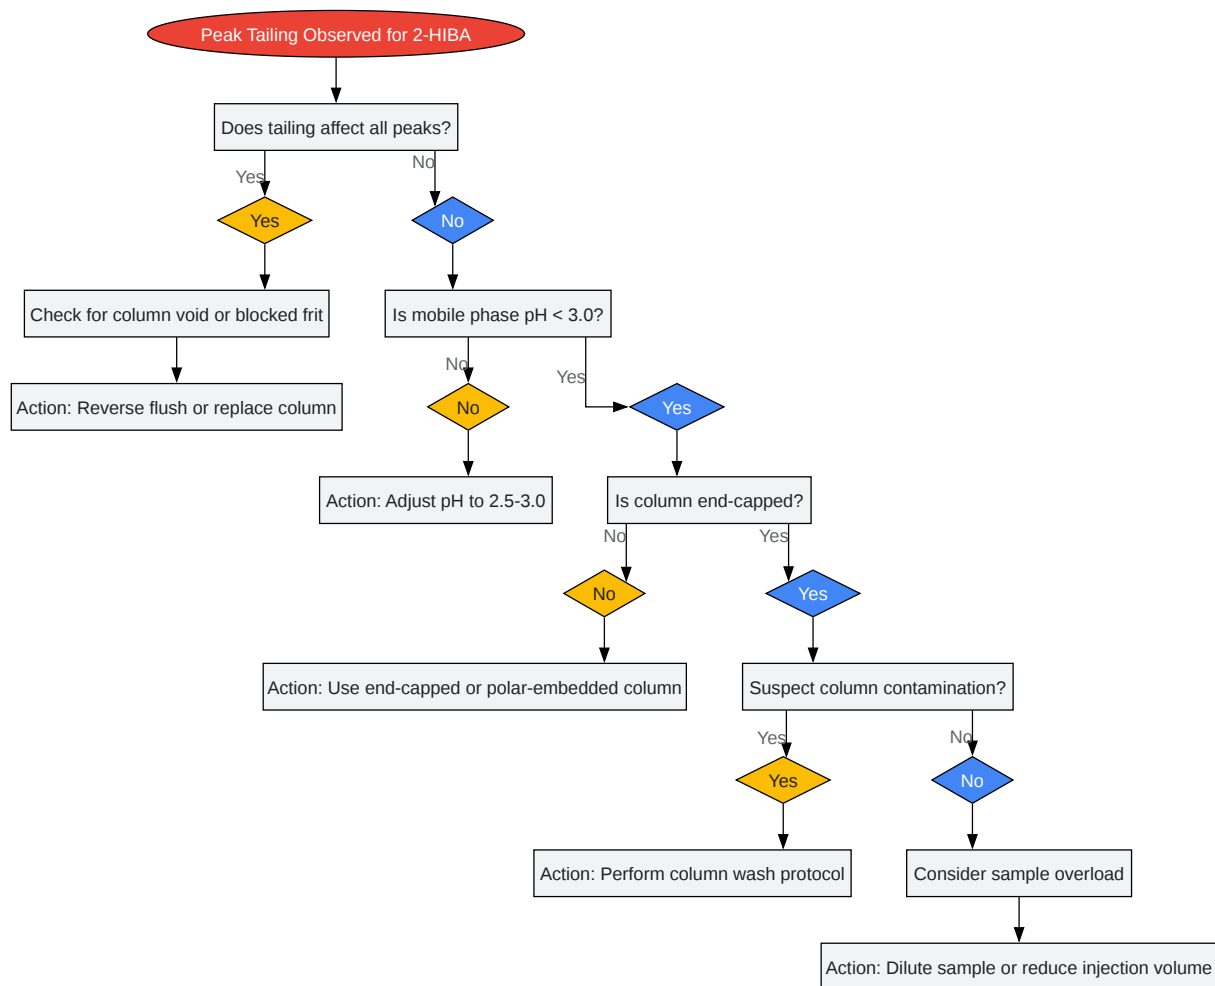 Peak Tailing Observed for 2-HIBA
Does tailing affect all peaks?
Yes
No
Yes
No
Check for column void or blocked frit
Is mobile phase pH < 3.0?
No
Yes
Action: Reverse flush or replace column
No
Yes
Action: Adjust pH to 2.5-3.0
Is column end-capped?
No
Yes
No
Yes
Action: Use end-capped or polar-embedded column
Suspect column contamination?
Yes
No
Yes
No
Action: Perform column wash protocol
Consider sample overload
Action: Dilute sample or reduce injection volume